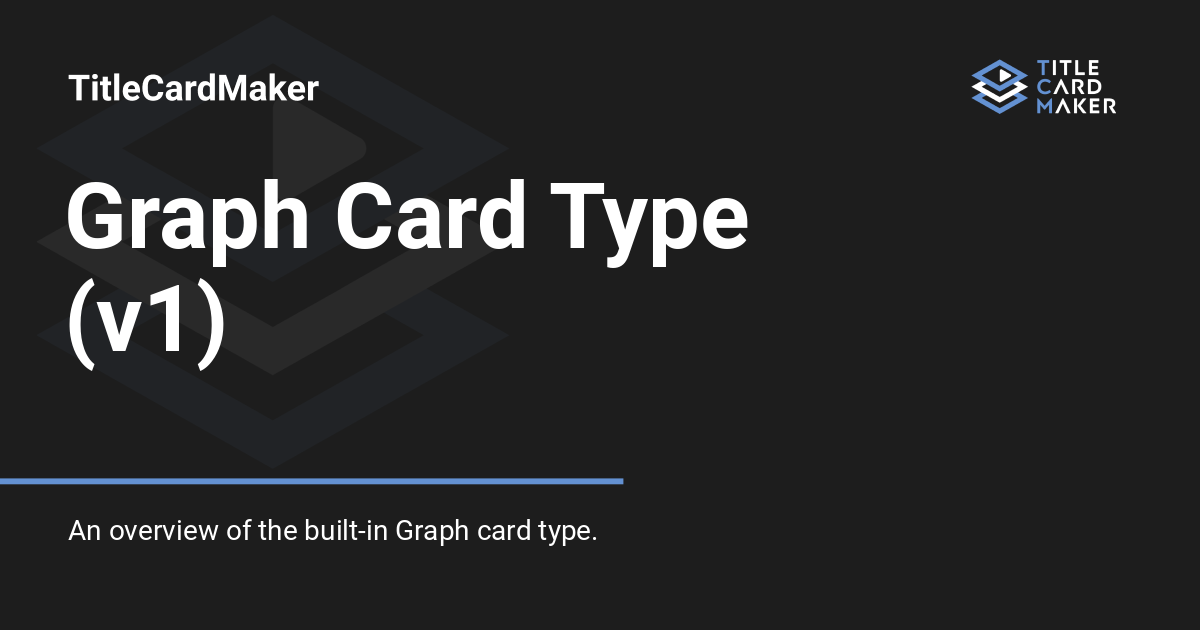 TitleCardMaker
TITLE
CARD
MAKER
Graph Card Type
(v1)
An overview of the built-in Graph card type.